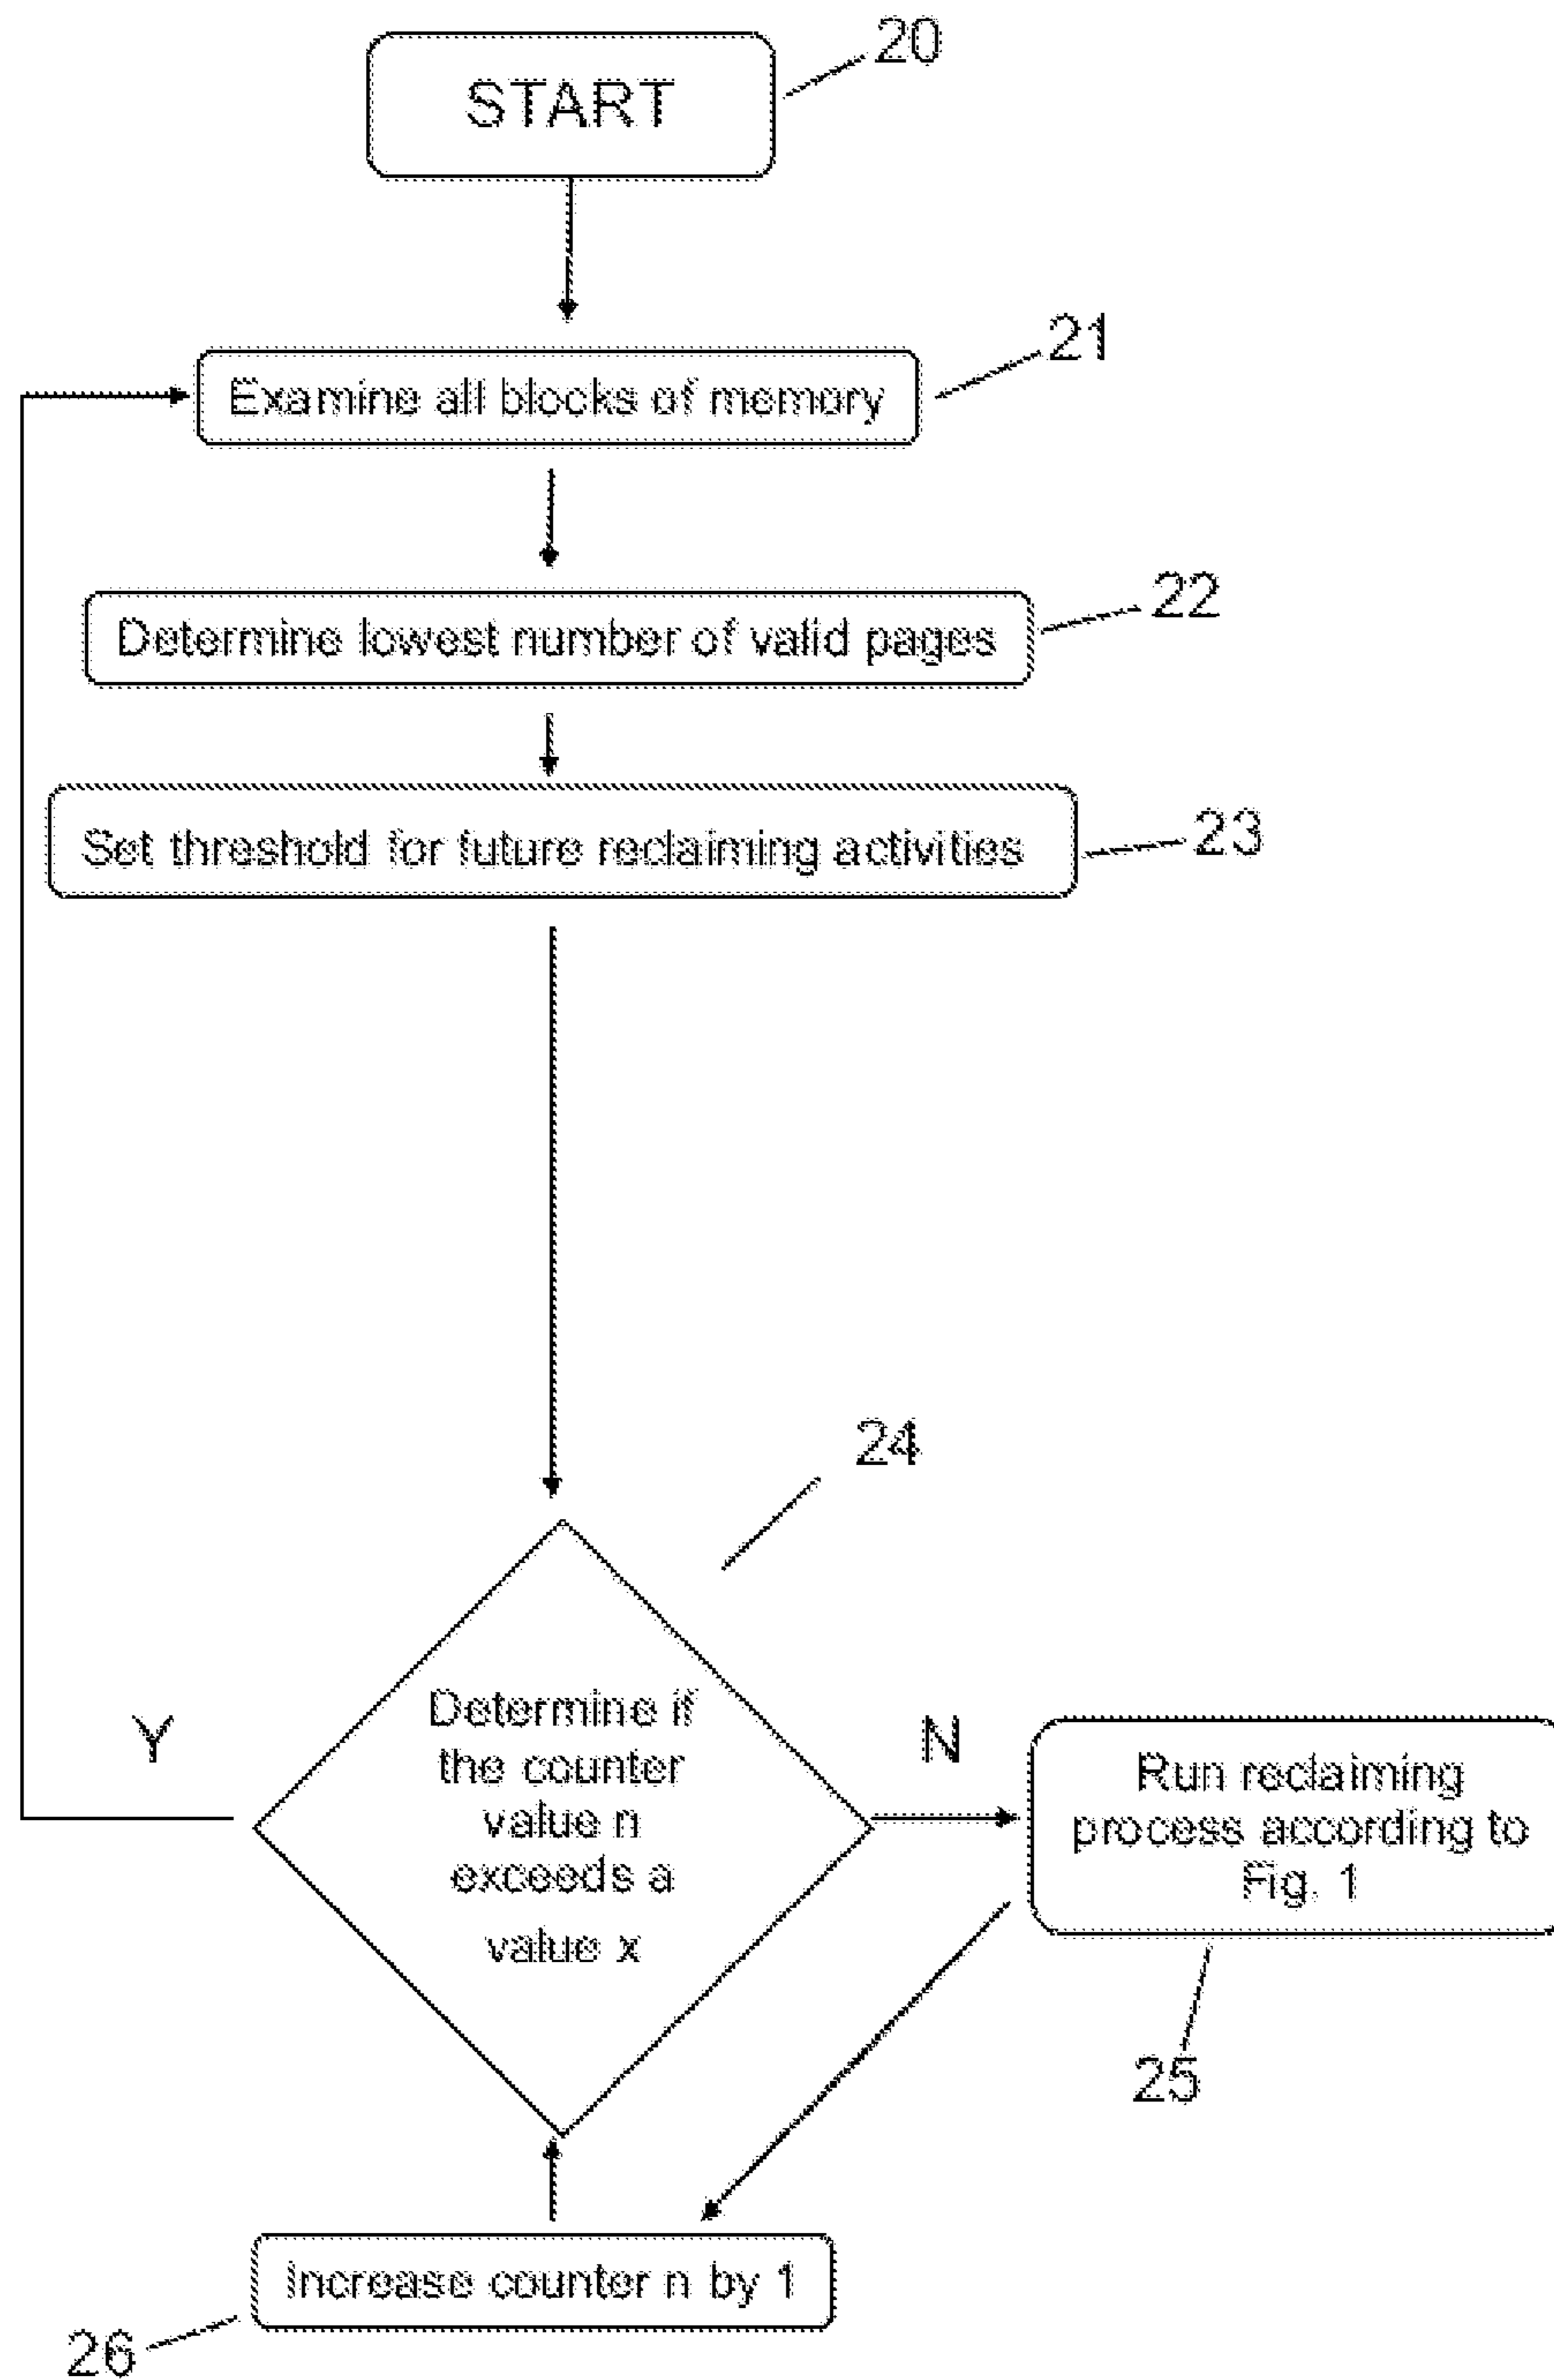 START
20
Examine all blocks of memory
21
Determine lowest number of valid pages
22
Set threshold for future reclaiming activities
23
24
Determine if
the counter
value n
exceeds a
value x
Y
N
Run reclaiming
process according to
Fig. 1
25
Increase counter n by 1
26